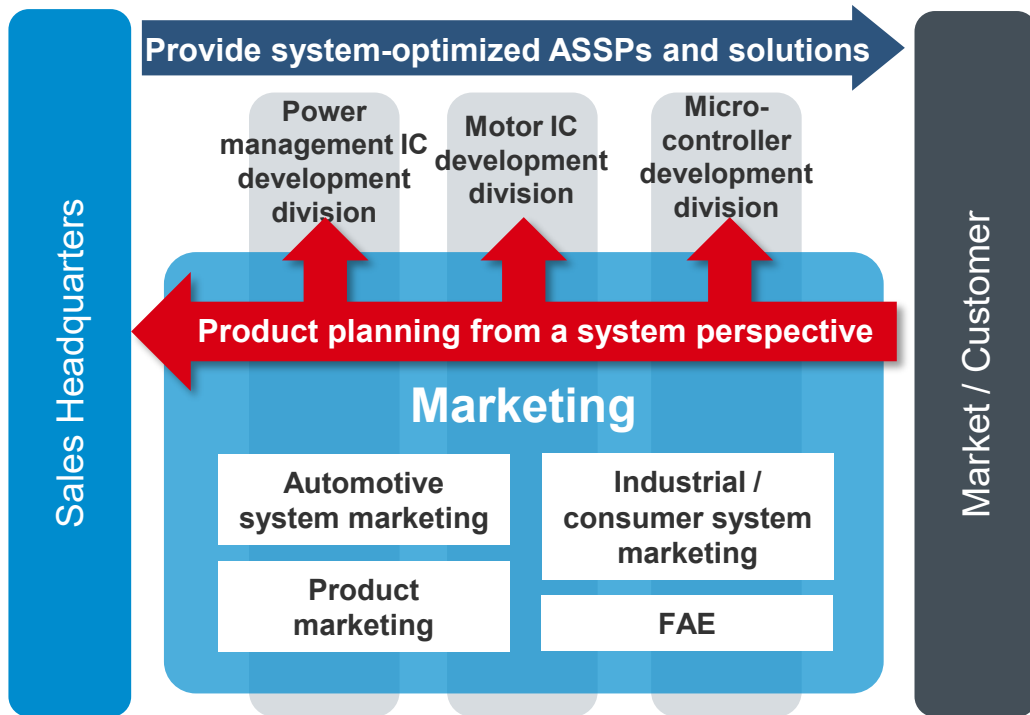 Sales Headquarters
Provide system-optimized ASSPs and solutions
Power
management IC
development
division
Motor IC
development
division
Micro-
controller
development
division
Product planning from a system perspective
Marketing
Automotive
system marketing
Industrial /
consumer system
marketing
Product
marketing
FAE
Market / Customer